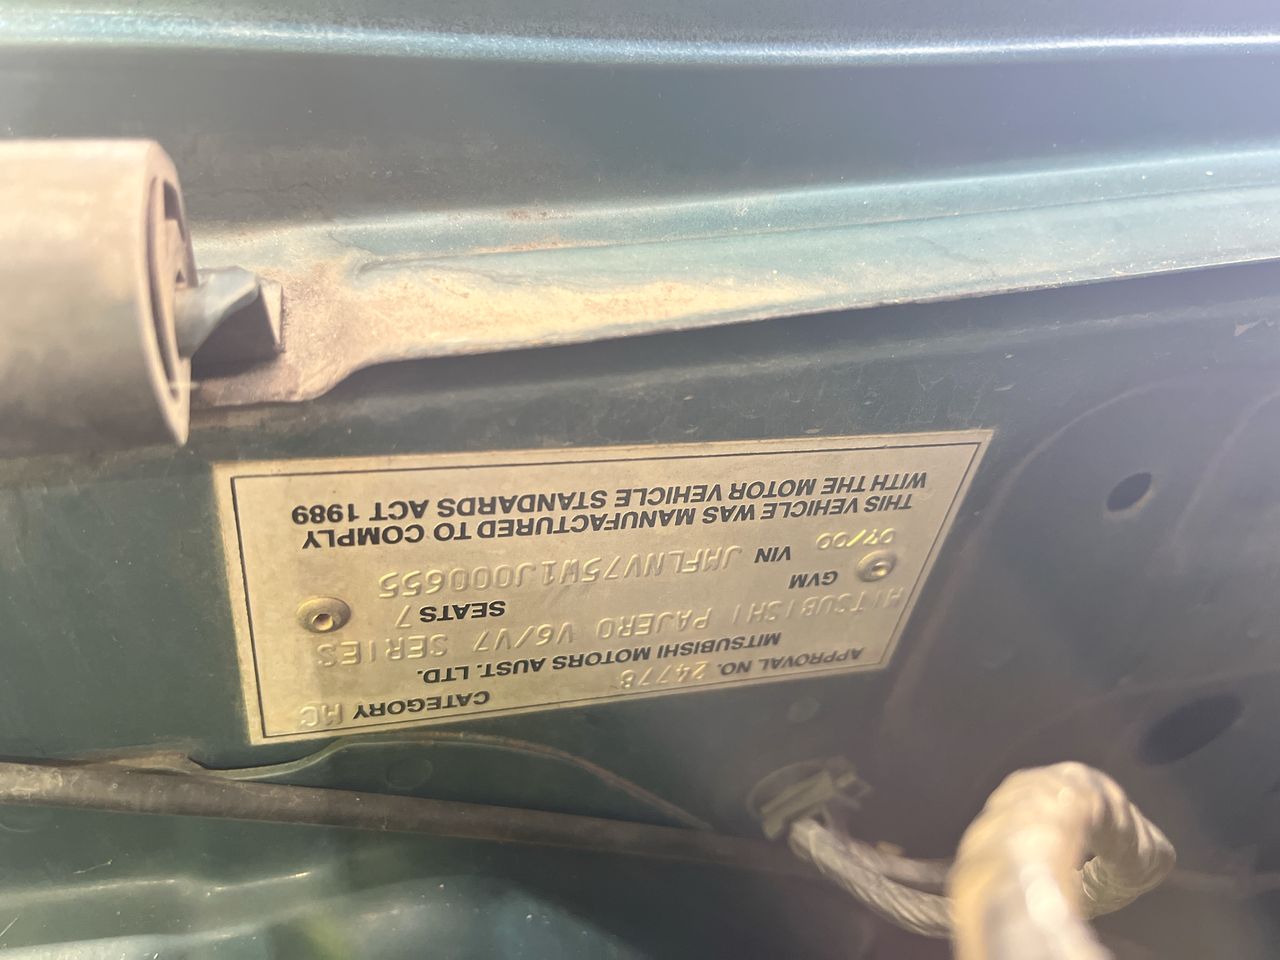 APPROVAL NO. 24778 CATEGORY MC
MITSUBISHI MOTORS AUST. LTD.
MITSUBISHI PAJERO V6/V7 SERIES
GVM SEATS 7
07/00 VIN JMFLNV75W1J000655
THIS VEHICLE WAS MANUFACTURED TO COMPLY
WITH THE MOTOR VEHICLE STANDARDS ACT 1989